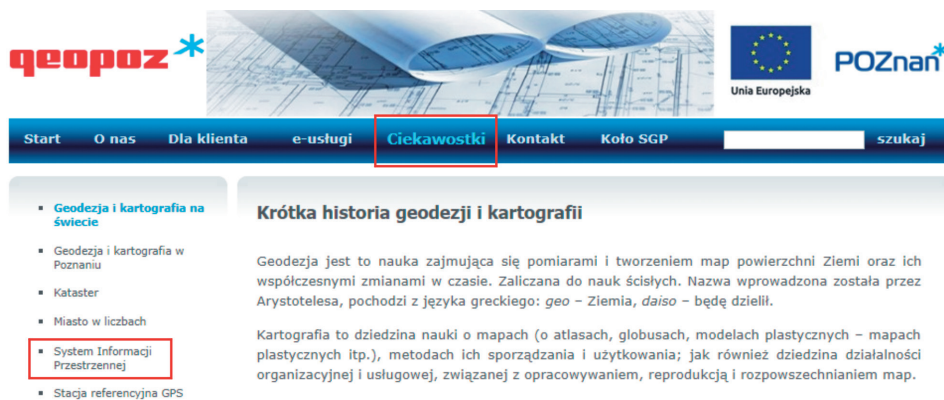 geopoz
Unia Europejska
POZnan*
Start O nas Dla klienta e-usługi Ciekawostki Kontakt Koło SGP szukaj
Geodezja i kartografia na
świecie
Geodezja i kartografia w
Poznaniu
Kataster
Miasto w liczbach
System Informacji
Przestrzennej
Stacja referencyjna GPS
Krótka historia geodezji i kartografii
Geodezja jest to nauka zajmująca się pomiarami i tworzeniem map powierzchni Ziemi oraz ich
współczesnymi zmianami w czasie. Zaliczana do nauk ścisłych. Nazwa wprowadzona została przez
Arystotelesa, pochodzi z języka greckiego: geo – Ziemia, daiso – będę dzielił.
Kartografia to dziedzina nauki o mapach (o atlasach, globusach, modelach plastycznych – mapach
plastycznych itp.), metodach ich sporządzania i użytkowania; jak również dziedzina działalności
organizacyjnej i usługowej, związanej z opracowywaniem, reprodukcją i rozpowszechnianiem map.